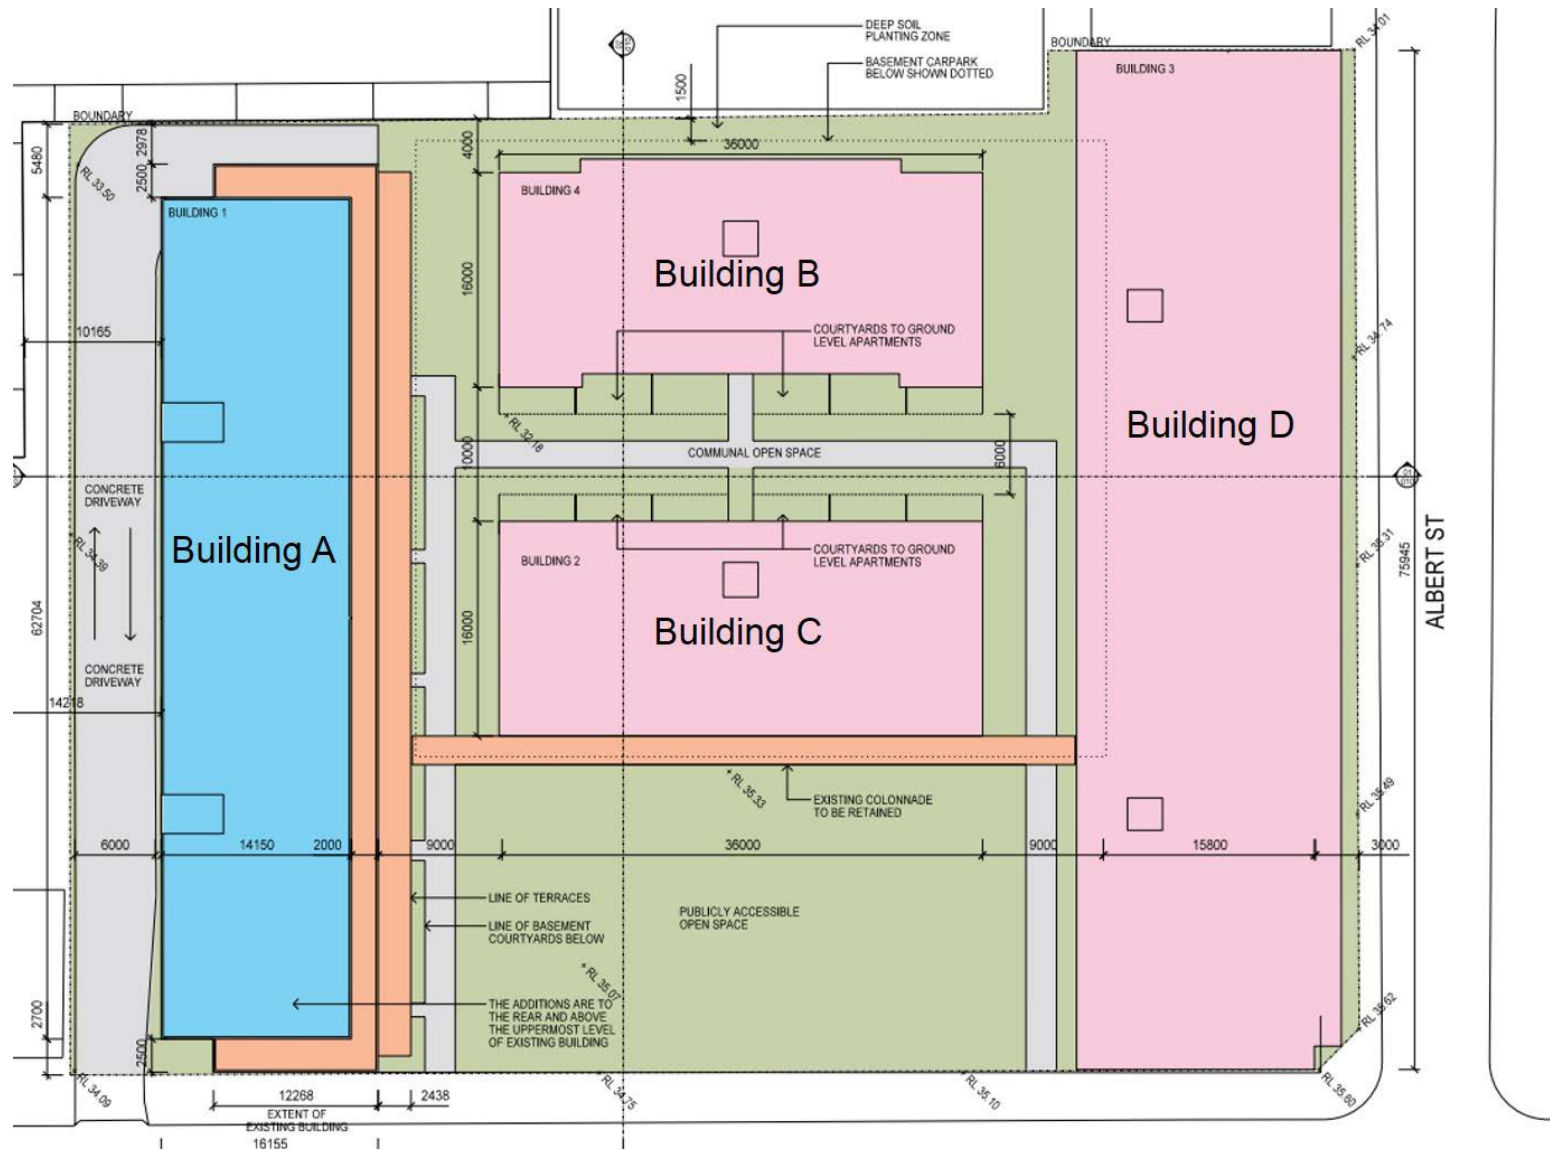 DEEP SOIL
PLANTING ZONE
BASEMENT CARPARK
BELOW SHOWN DOTTED
BOUNDARY
RL 34.01
BUILDING 3
1500
BOUNDARY
5480
2978
2500
RL 33.50
4000
36000
BUILDING 4
BUILDING 1
Building B
16000
10165
COURTYARDS TO GROUND
LEVEL APARTMENTS
RL 34.74
Building D
RL 32.18
10000
COMMUNAL OPEN SPACE
6000
CONCRETE
DRIVEWAY
01
010
ALBERT ST
75945
RL 34.39
Building A
RL 35.31
BUILDING 2
COURTYARDS TO GROUND
LEVEL APARTMENTS
62704
16000
Building C
CONCRETE
DRIVEWAY
14218
RL 35.33
EXISTING COLONNADE
TO BE RETAINED
RL 35.49
6000
14150
2000
9000
36000
9000
15800
3000
LINE OF TERRACES
LINE OF BASEMENT
COURTYARDS BELOW
PUBLICLY ACCESSIBLE
OPEN SPACE
RL 35.07
THE ADDITIONS ARE TO
THE REAR AND ABOVE
THE UPPERMOST LEVEL
OF EXISTING BUILDING
2700
2500
RL 35.62
RL 34.09
RL 34.75
RL 35.10
RL 35.60
12268
2438
EXTENT OF
EXISTING BUILDING
16155